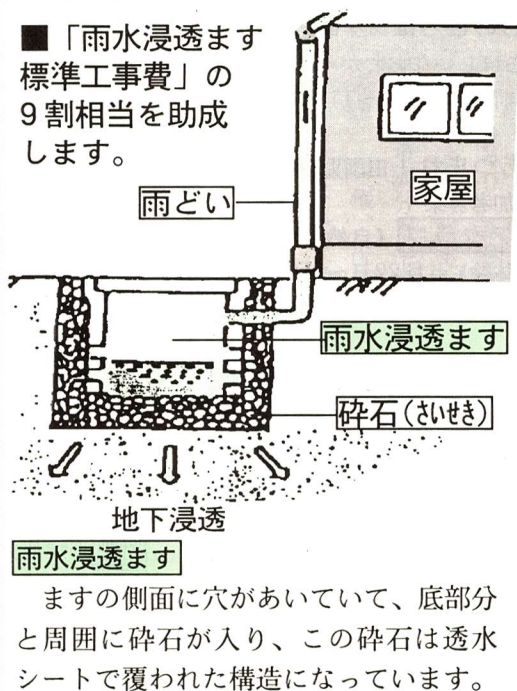 ■「雨水浸透ます
標準工事費」の
9割相当を助成
します。
雨どい
家屋
雨水浸透ます
砕石(さいせき)
地下浸透
雨水浸透ます
　ますの側面に穴があいていて、底部分
と周囲に砕石が入り、この砕石は透水
シートで覆われた構造になっています。